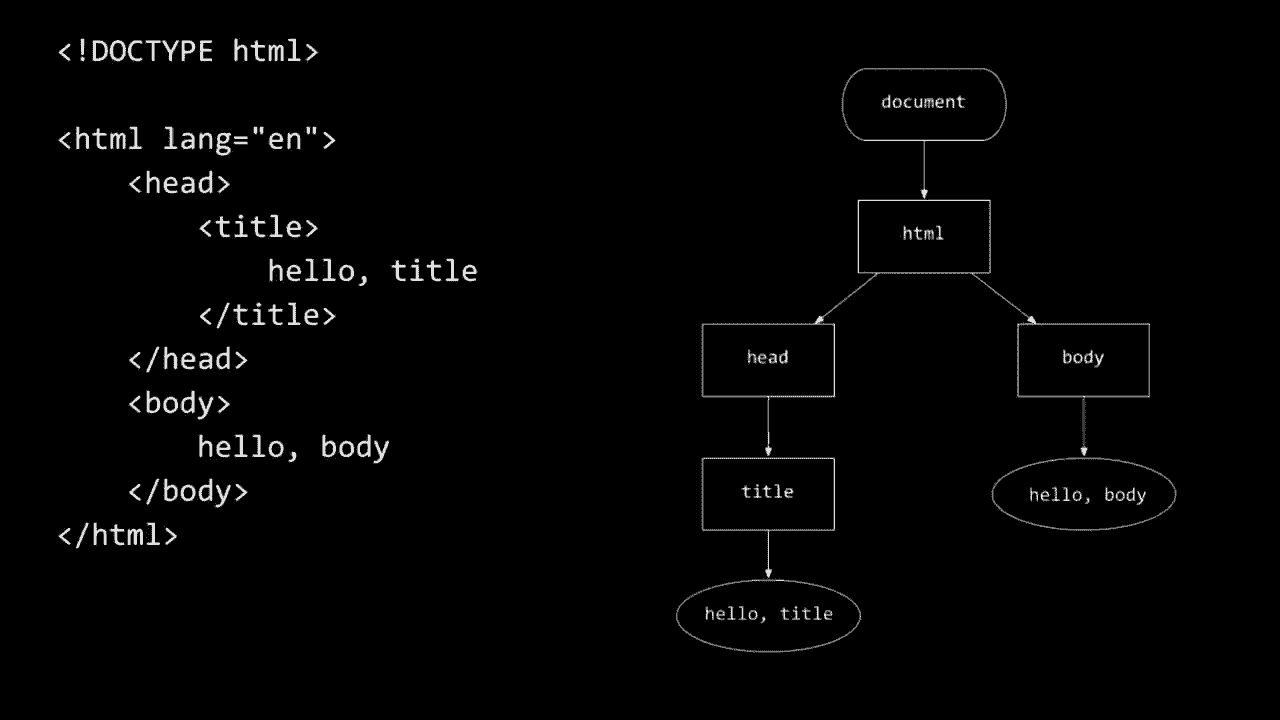 <!DOCTYPE html>
<html lang="en">
<head>
<title>
hello, title
</title>
</head>
<body>
hello, body
</body>
</html>
document
html
head
body
title
hello, body
hello, title